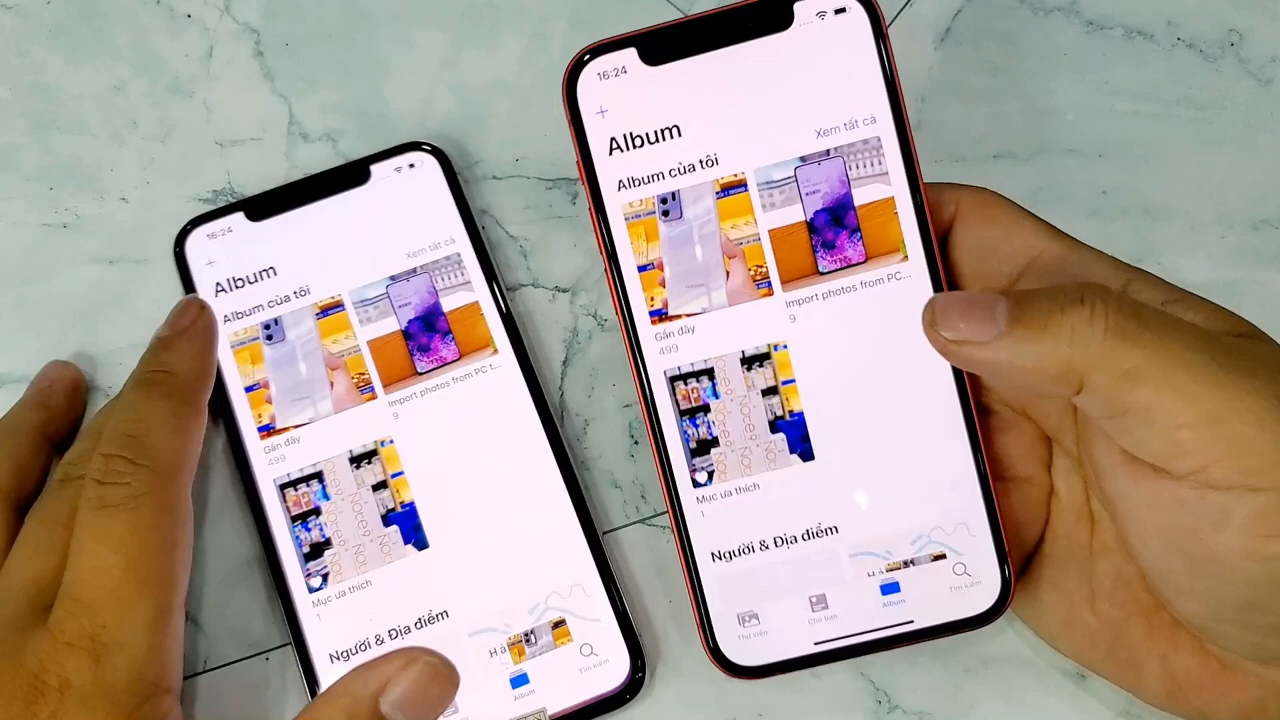 16:24
Album
Xem tất cả
Album của tôi
Gần đây
499
Import photos from PC t...
9
Mục ưa thích
1
Người & Địa điểm
Album
Tìm kiếm
16:24
Album
Xem tất cả
Album của tôi
Gần đây
499
Import photos from PC...
9
Note9
Note9
Mục ưa thích
1
Người & Địa điểm
Thư viện
Cho bạn
Album
Tìm kiếm